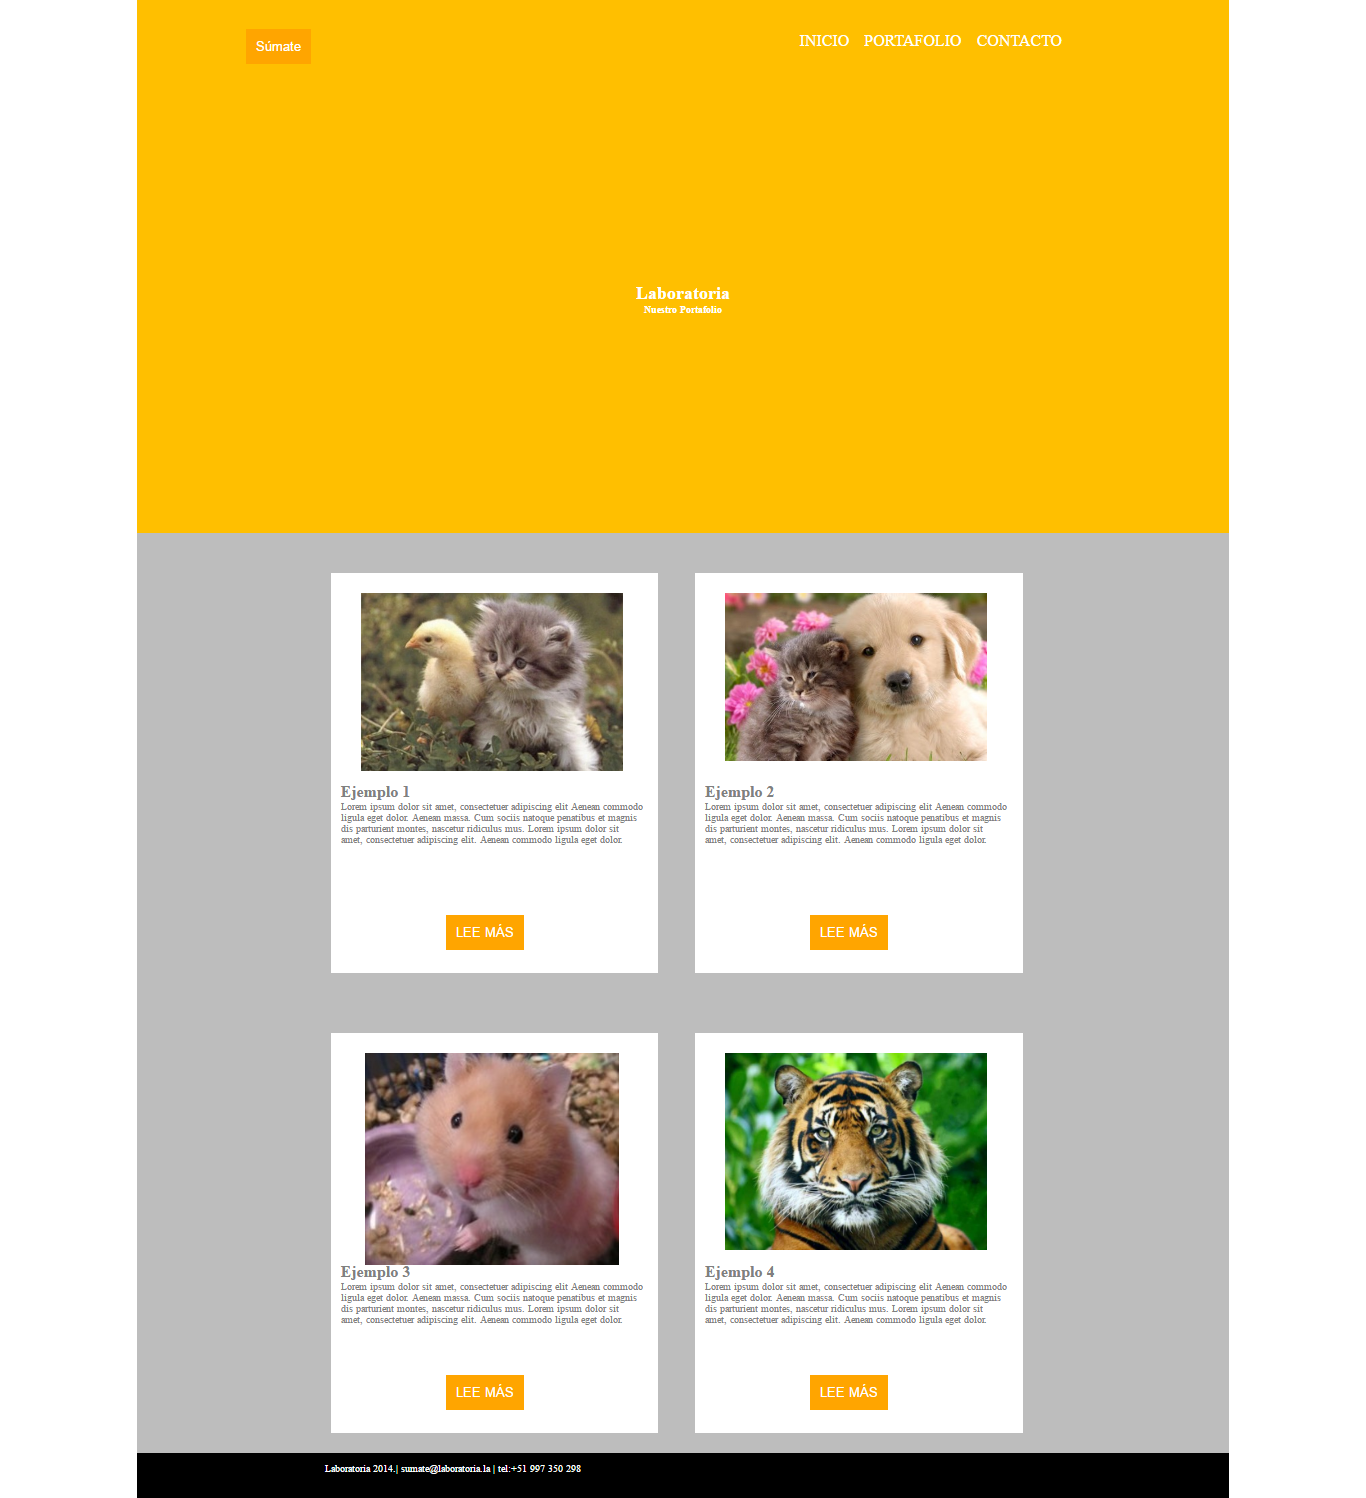 Súmate
INICIO PORTAFOLIO CONTACTO
Laboratoria
Nuestro Portafolio
Ejemplo 1
Lorem ipsum dolor sit amet, consectetuer adipiscing elit Aenean commodo
ligula eget dolor. Aenean massa. Cum sociis natoque penatibus et magnis
dis parturient montes, nascetur ridiculus mus. Lorem ipsum dolor sit
amet, consectetuer adipiscing elit. Aenean commodo ligula eget dolor.
LEE MÁS
Ejemplo 2
Lorem ipsum dolor sit amet, consectetuer adipiscing elit Aenean commodo
ligula eget dolor. Aenean massa. Cum sociis natoque penatibus et magnis
dis parturient montes, nascetur ridiculus mus. Lorem ipsum dolor sit
amet, consectetuer adipiscing elit. Aenean commodo ligula eget dolor.
LEE MÁS
Ejemplo 3
Lorem ipsum dolor sit amet, consectetuer adipiscing elit Aenean commodo
ligula eget dolor. Aenean massa. Cum sociis natoque penatibus et magnis
dis parturient montes, nascetur ridiculus mus. Lorem ipsum dolor sit
amet, consectetuer adipiscing elit. Aenean commodo ligula eget dolor.
LEE MÁS
Ejemplo 4
Lorem ipsum dolor sit amet, consectetuer adipiscing elit Aenean commodo
ligula eget dolor. Aenean massa. Cum sociis natoque penatibus et magnis
dis parturient montes, nascetur ridiculus mus. Lorem ipsum dolor sit
amet, consectetuer adipiscing elit. Aenean commodo ligula eget dolor.
LEE MÁS
Laboratoria 2014.| sumate@laboratoria.la | tel:+51 997 350 298